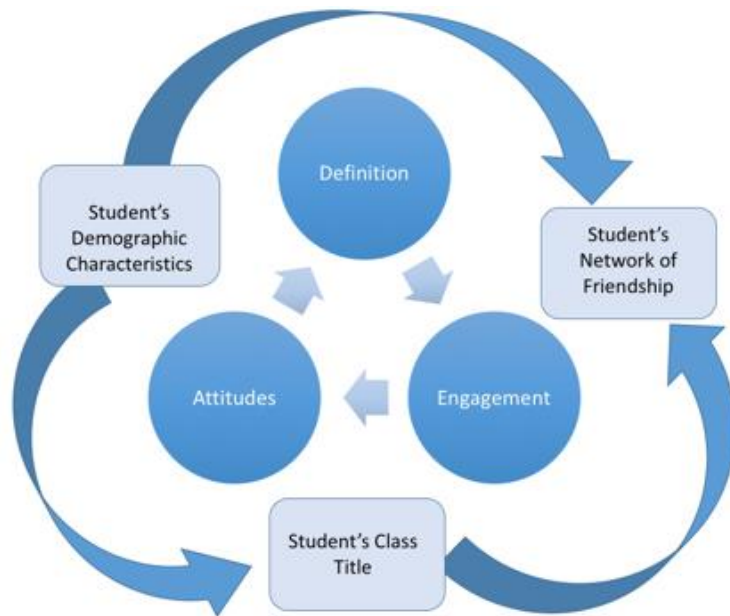 Definition
Student’s
Demographic
Characteristics
Student’s
Network of
Friendship
Attitudes
Engagement
Student’s Class
Title